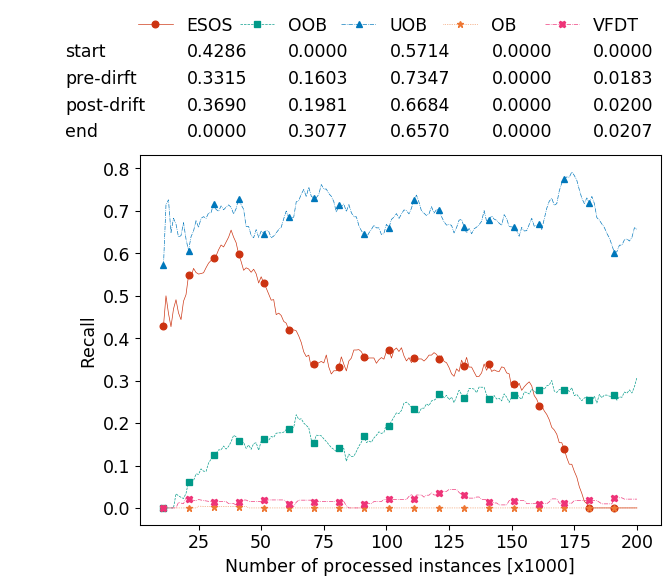 ESOS OOB UOB OB VFDT
start 0.4286 0.0000 0.5714 0.0000 0.0000
pre-dirft 0.3315 0.1603 0.7347 0.0000 0.0183
post-drift 0.3690 0.1981 0.6684 0.0000 0.0200
end 0.0000 0.3077 0.6570 0.0000 0.0207
0.8
0.7
0.6
0.5
0.4
0.3
0.2
0.1
0.0
Recall
25 50 75 100 125 150 175 200
Number of processed instances [x1000]